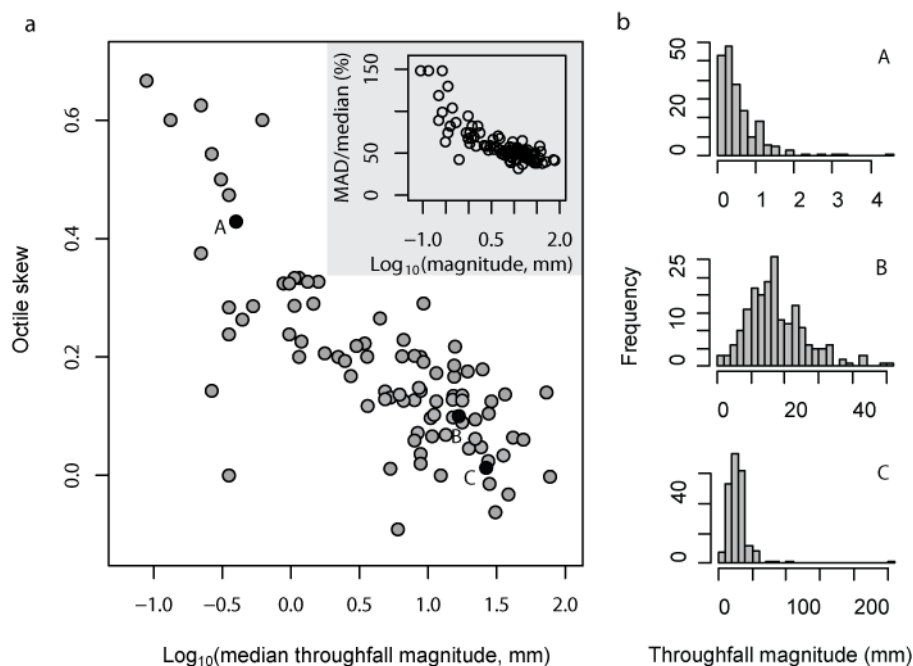 a
Octile skew
0.6
0.4
0.2
0.0
−1.0 −0.5 0.0 0.5 1.0 1.5 2.0
Log10(median throughfall magnitude, mm)
A
B
C
MAD/median (%)
150
50
0
−1.0 0.5 2.0
Log10(magnitude, mm)
b
Frequency
A
50
20
0
0 1 2 3 4
B
25
10
0
0 20 40
C
40
0
0 100 200
Throughfall magnitude (mm)